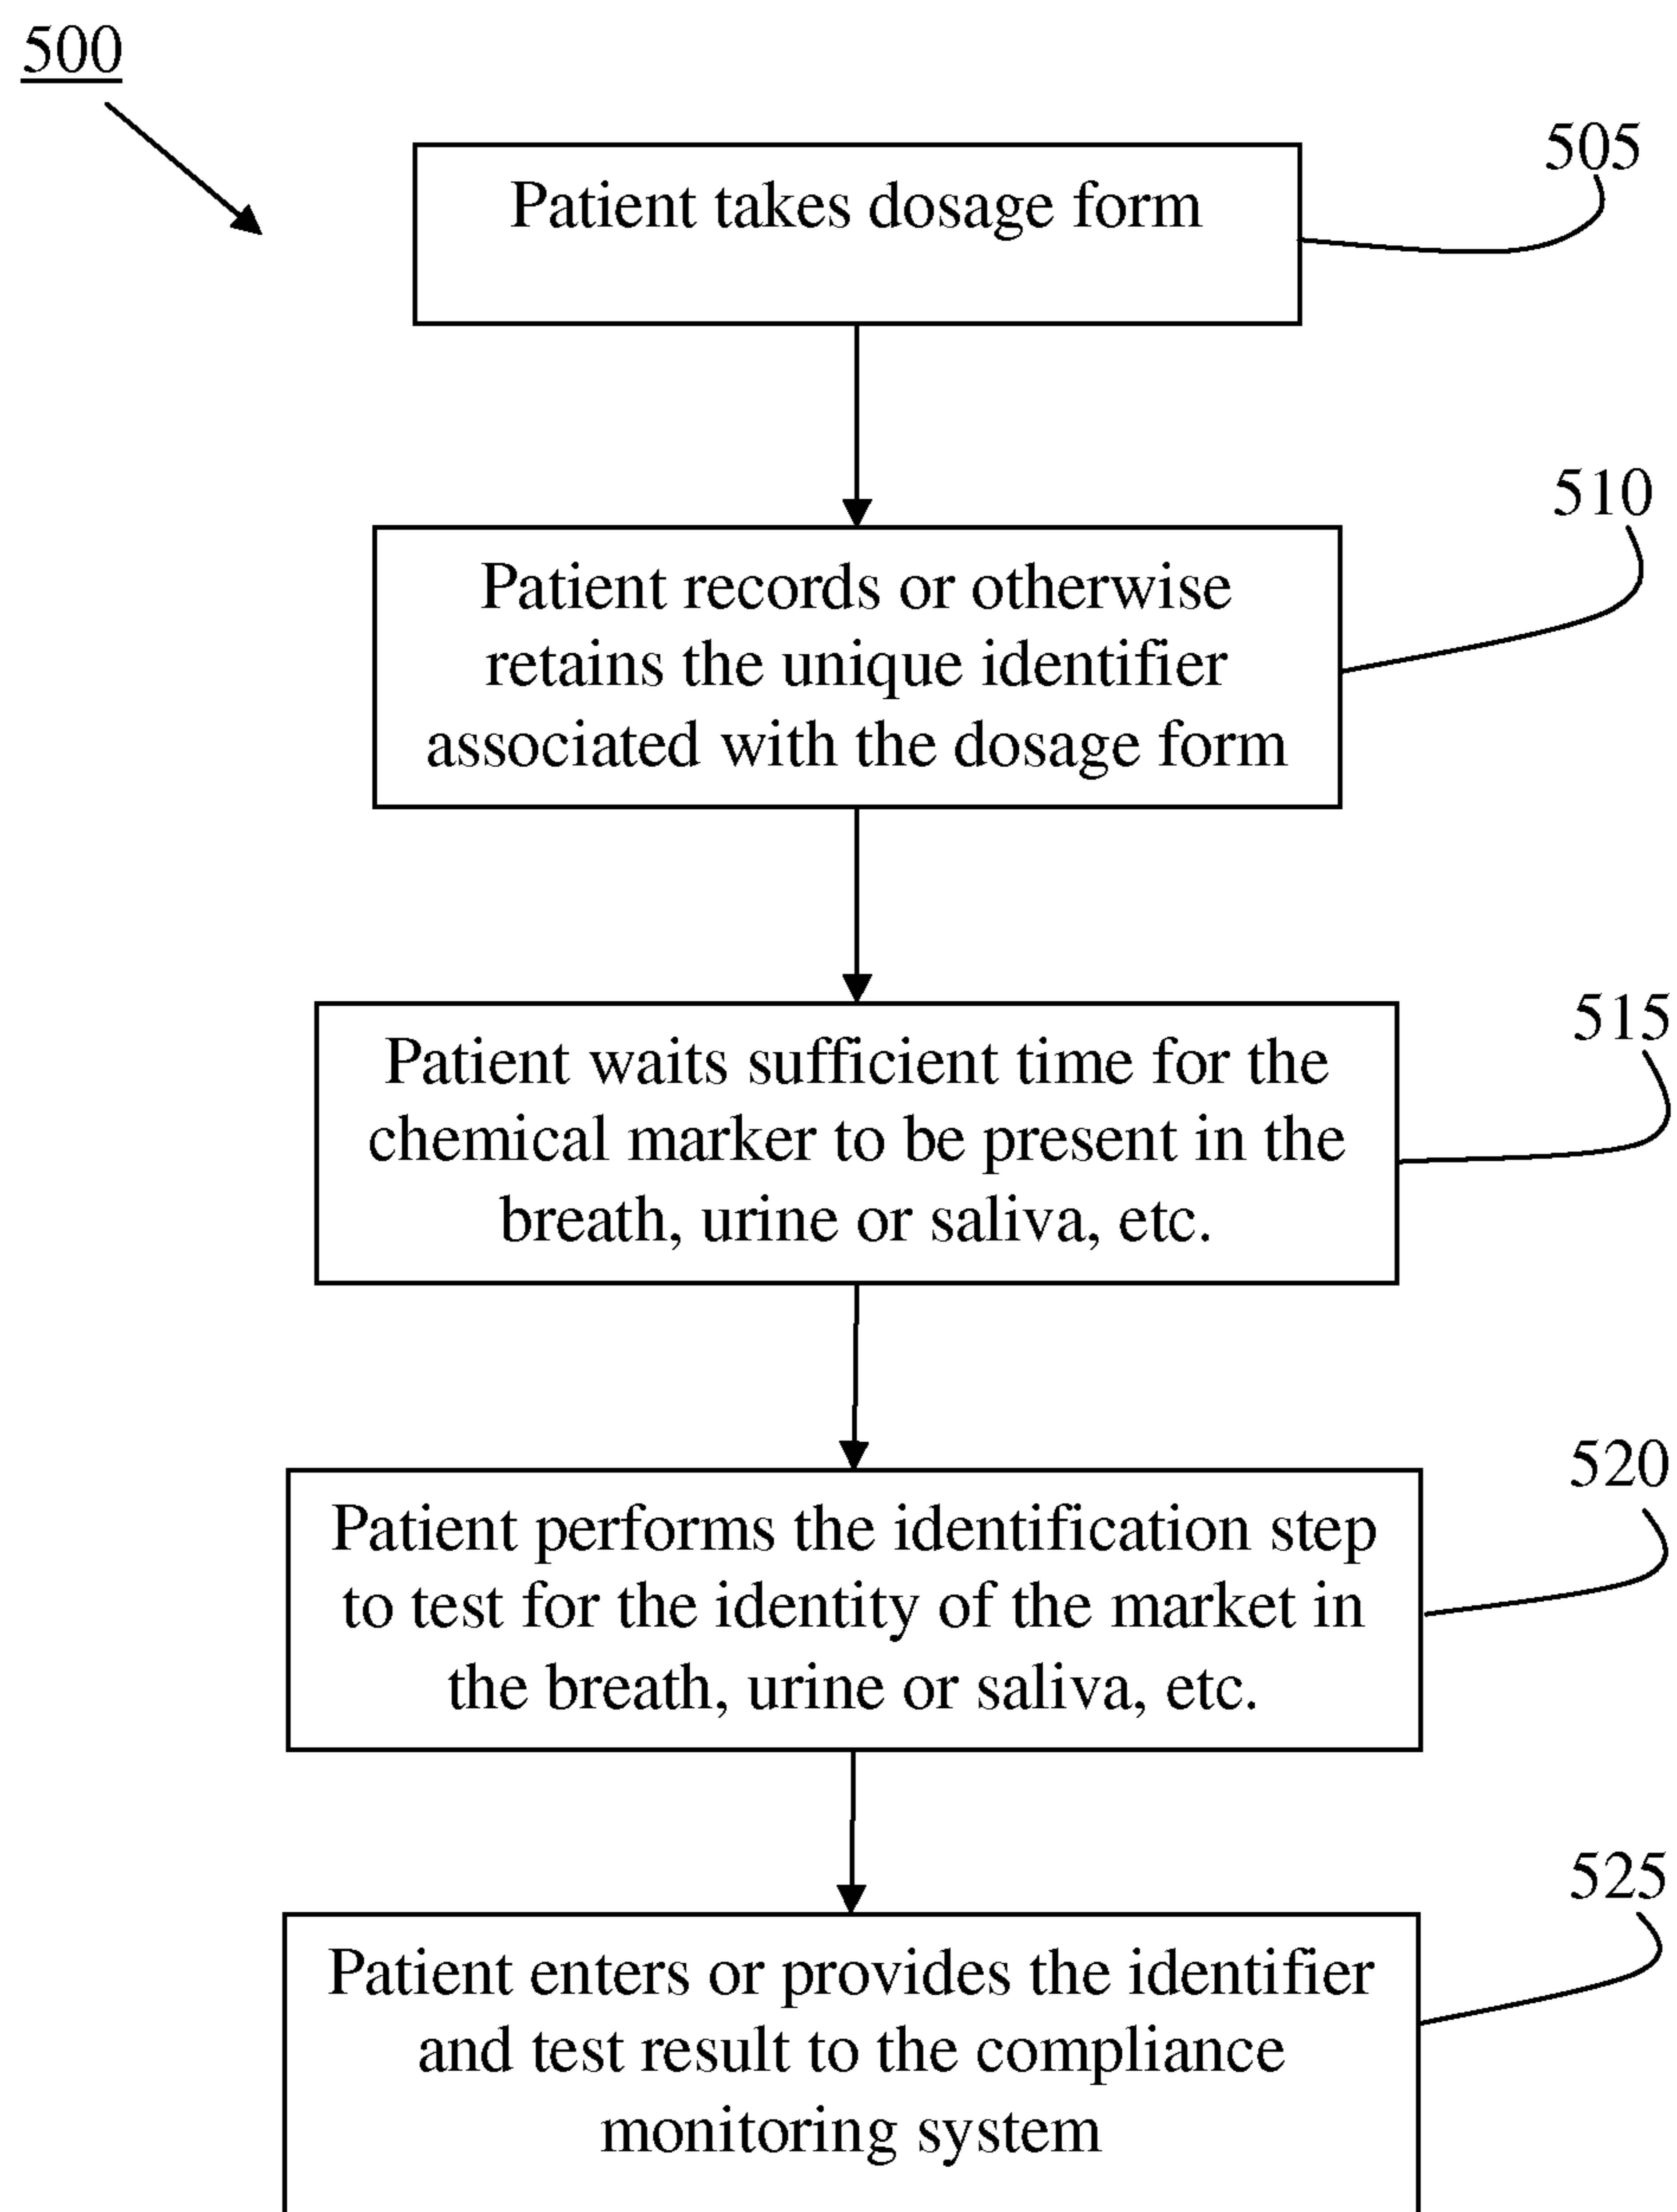 500
505
Patient takes dosage form
510
Patient records or otherwise
retains the unique identifier
associated with the dosage form
515
Patient waits sufficient time for the
chemical marker to be present in the
breath, urine or saliva, etc.
520
Patient performs the identification step
to test for the identity of the market in
the breath, urine or saliva, etc.
525
Patient enters or provides the identifier
and test result to the compliance
monitoring system